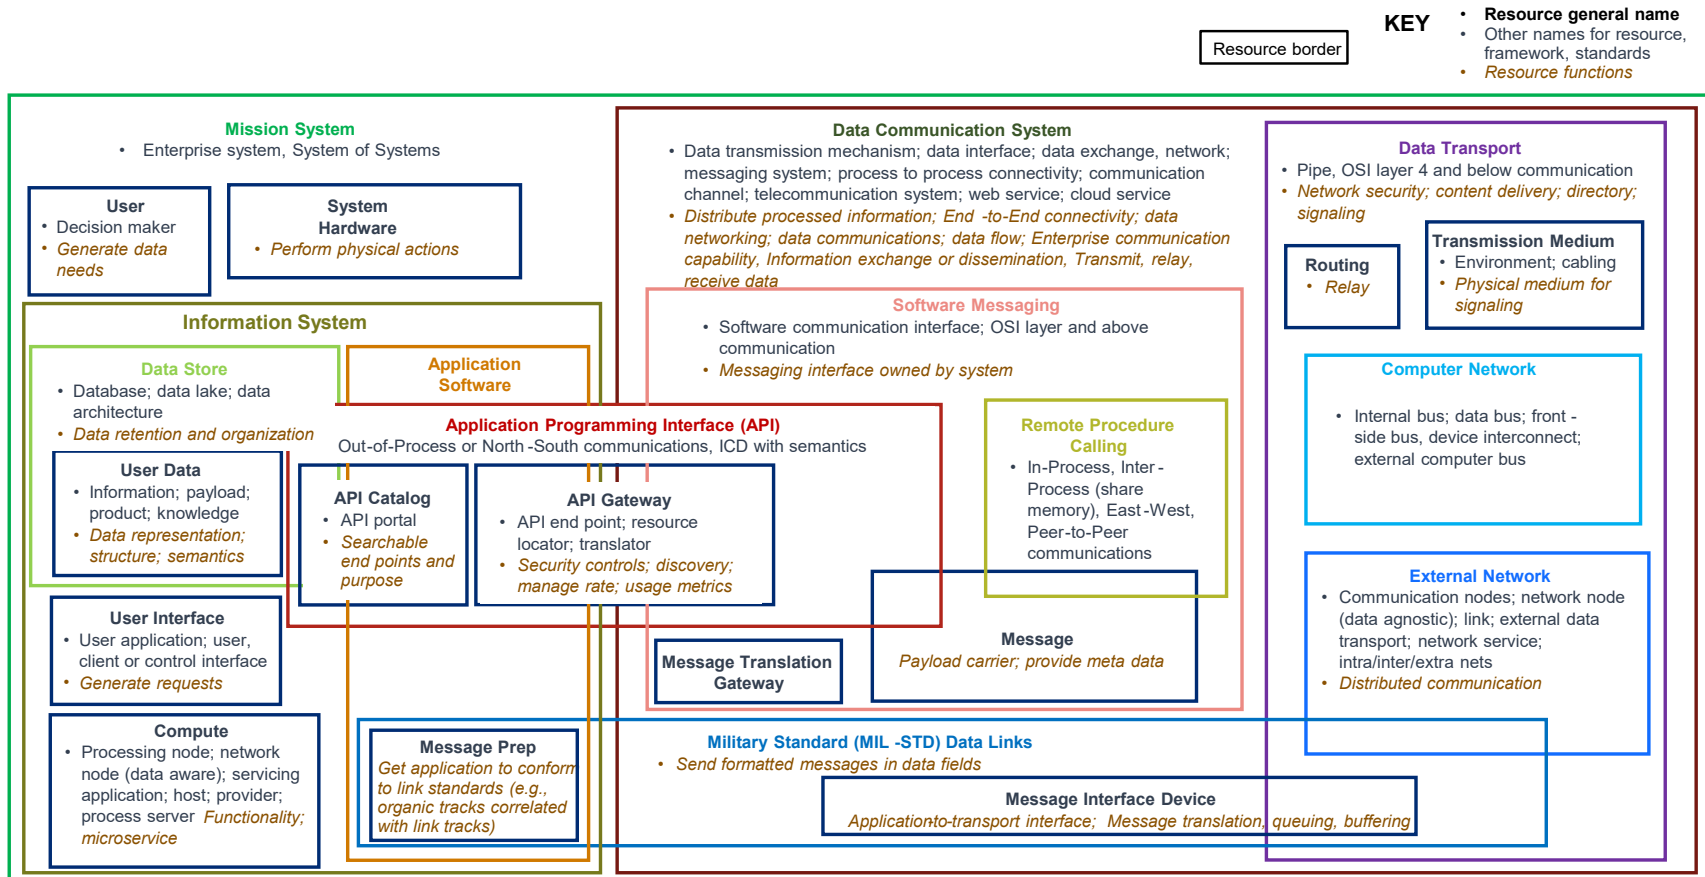 KEY
• Resource general name
• Other names for resource,
framework, standards
• Resource functions
Resource border
Mission System
• Enterprise system, System of Systems
User
• Decision maker
• Generate data
needs
System
Hardware
• Perform physical actions
Information System
Data Store
• Database; data lake; data
architecture
• Data retention and organization
User Data
• Information; payload;
product; knowledge
• Data representation;
structure; semantics
Application
Software
Application Programming Interface (API)
Out-of-Process or North -South communications, ICD with semantics
API Catalog
• API portal
• Searchable
end points and
purpose
API Gateway
• API end point; resource
locator; translator
• Security controls; discovery;
manage rate; usage metrics
User Interface
• User application; user,
client or control interface
• Generate requests
Compute
• Processing node; network
node (data aware); servicing
application; host; provider;
process server Functionality;
microservice
Message Prep
Get application to conform
to link standards (e.g.,
organic tracks correlated
with link tracks)
Data Communication System
• Data transmission mechanism; data interface; data exchange, network;
messaging system; process to process connectivity; communication
channel; telecommunication system; web service; cloud service
• Distribute processed information; End -to-End connectivity; data
networking; data communications; data flow; Enterprise communication
capability, Information exchange or dissemination, Transmit, relay,
receive data
Software Messaging
• Software communication interface; OSI layer and above
communication
• Messaging interface owned by system
Remote Procedure
Calling
• In-Process, Inter -
Process (share
memory), East -West,
Peer-to-Peer
communications
Message
Payload carrier; provide meta data
Message Translation
Gateway
Military Standard (MIL -STD) Data Links
• Send formatted messages in data fields
Message Interface Device
Application-to-transport interface; Message translation, queuing, buffering
Data Transport
• Pipe, OSI layer 4 and below communication
• Network security; content delivery; directory;
signaling
Routing
• Relay
Transmission Medium
• Environment; cabling
• Physical medium for
signaling
Computer Network
• Internal bus; data bus; front -
side bus, device interconnect;
external computer bus
External Network
• Communication nodes; network node
(data agnostic); link; external data
transport; network service;
intra/inter/extra nets
• Distributed communication